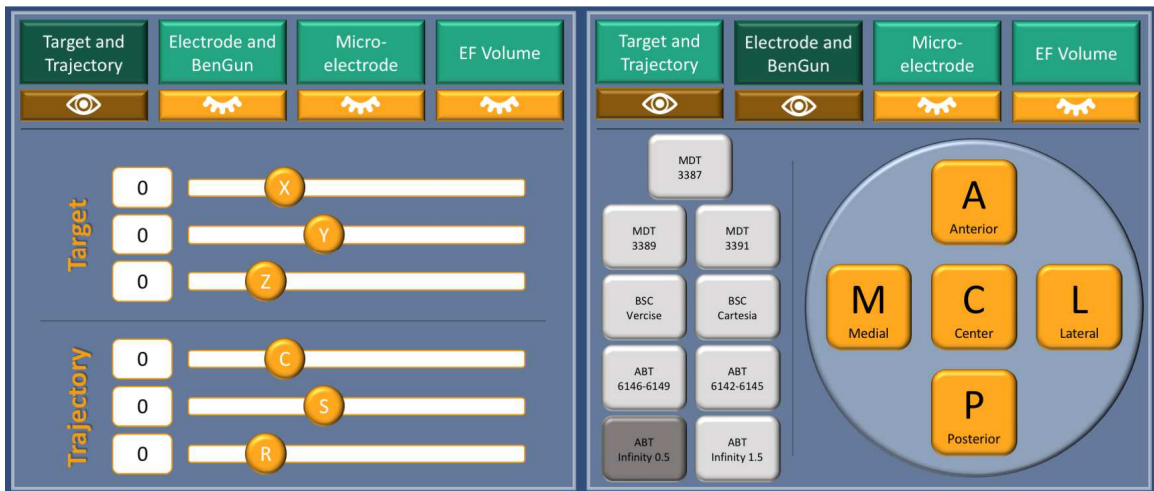 Target and
Trajectory
Electrode and
BenGun
Micro-
electrode
EF Volume
Target
0
X
0
Y
0
Z
Trajectory
0
C
0
S
0
R
Target and
Trajectory
Electrode and
BenGun
Micro-
electrode
EF Volume
MDT
3387
MDT
3389
MDT
3391
BSC
Vercise
BSC
Cartesia
ABT
6146-6149
ABT
6142-6145
ABT
Infinity 0.5
ABT
Infinity 1.5
A
Anterior
M
Medial
C
Center
L
Lateral
P
Posterior